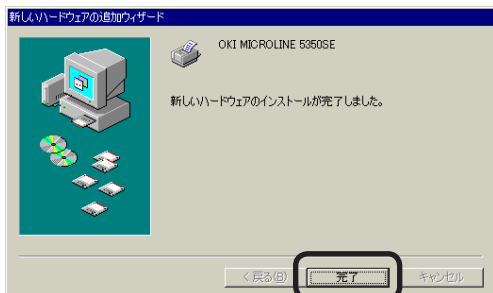 新しいハードウェアの追加ウィザード
OKI MICROLINE 5350SE
新しいハードウェアのインストールが完了しました。
< 戻る(B)
完了
キャンセル